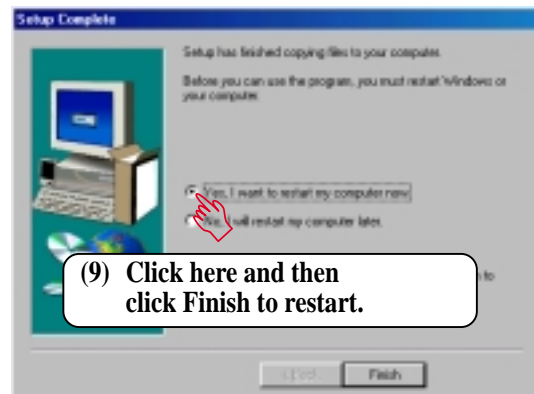 Setup Complete
Setup has finished copying files to your computer.
Before you can use the program, you must restart Windows or
your computer.
Yes, I want to restart my computer now.
No, I will restart my computer later.
to
(9) Click here and then
click Finish to restart.
Finish